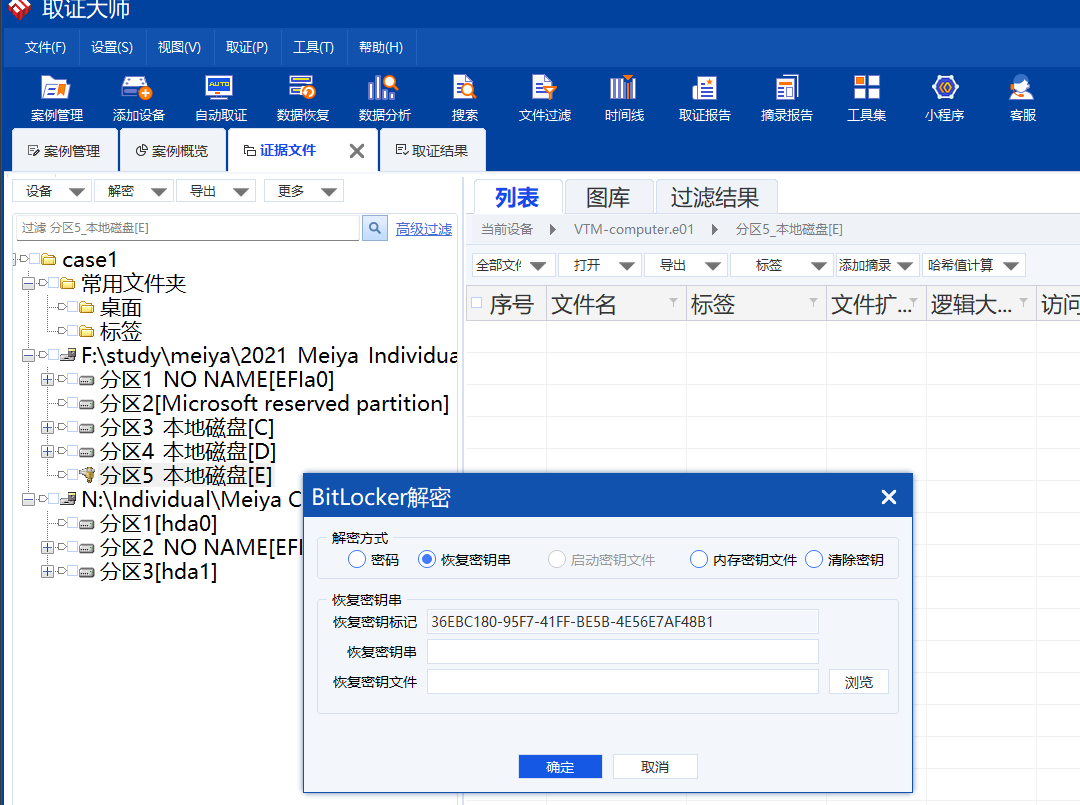 取证大师
文件(F) 设置(S) 视图(V) 取证(P) 工具(T) 帮助(H)
案例管理 添加设备 自动取证 数据恢复 数据分析 搜索 文件过滤 时间线 取证报告 摘录报告 工具集 小程序 客服
案例管理 案例概览 证据文件 取证结果
设备 解密 导出 更多
列表 图库 过滤结果
过滤 分区5_本地磁盘[E] 高级过滤
当前设备 VTM-computer.e01 分区5_本地磁盘[E]
全部文件 打开 导出 标签 添加摘录 哈希值计算
序号 文件名 标签 文件扩... 逻辑大... 访问
case1
常用文件夹
桌面
标签
F:\study\meiya\2021 Meiya Individua
分区1 NO NAME[EFIa0]
分区2[Microsoft reserved partition]
分区3 本地磁盘[C]
分区4 本地磁盘[D]
分区5 本地磁盘[E]
N:\Individual\Meiya C
分区1[hda0]
分区2 NO NAME[EFI
分区3[hda1]
BitLocker解密
解密方式
密码 恢复密钥串 启动密钥文件 内存密钥文件 清除密钥
恢复密钥串
恢复密钥标记 36EBC180-95F7-41FF-BE5B-4E56E7AF48B1
恢复密钥串
恢复密钥文件 浏览
确定 取消